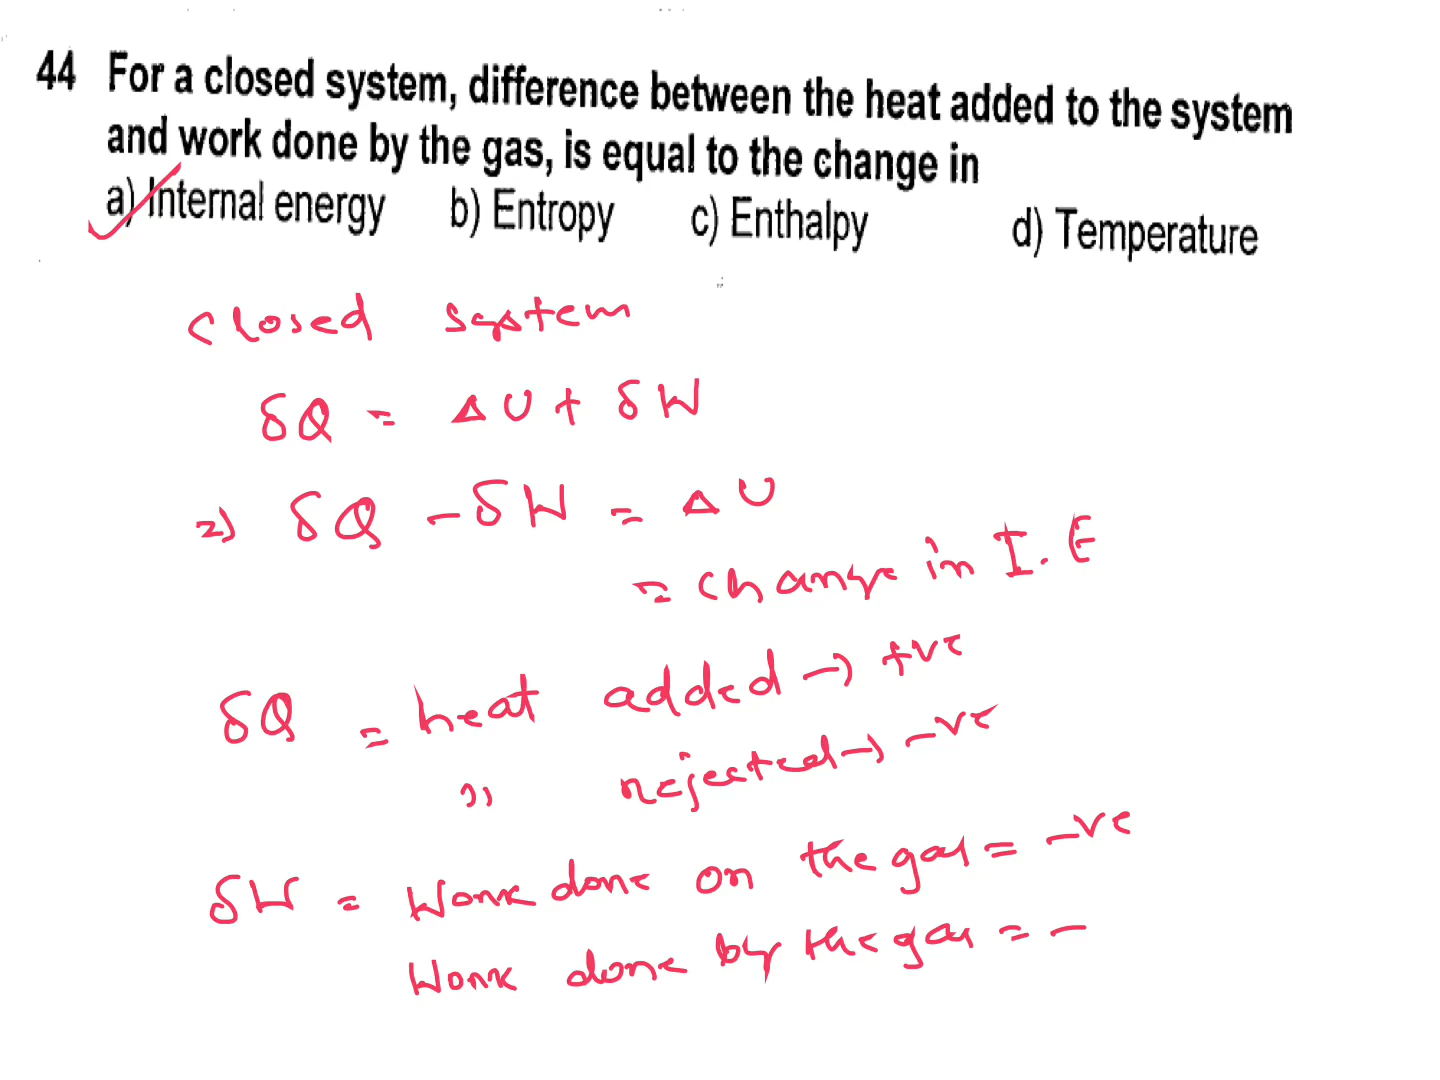 44 For a closed system, difference between the heat added to the system
and work done by the gas, is equal to the change in
a) Internal energy b) Entropy c) Enthalpy d) Temperature
closed system
δQ = ΔU + δW
⇒ δQ - δW = ΔU
= change in I.E
δQ = heat added → +ve
〃 rejected → -ve
δW = Work done on the gas = -ve
Work done by the gas = -